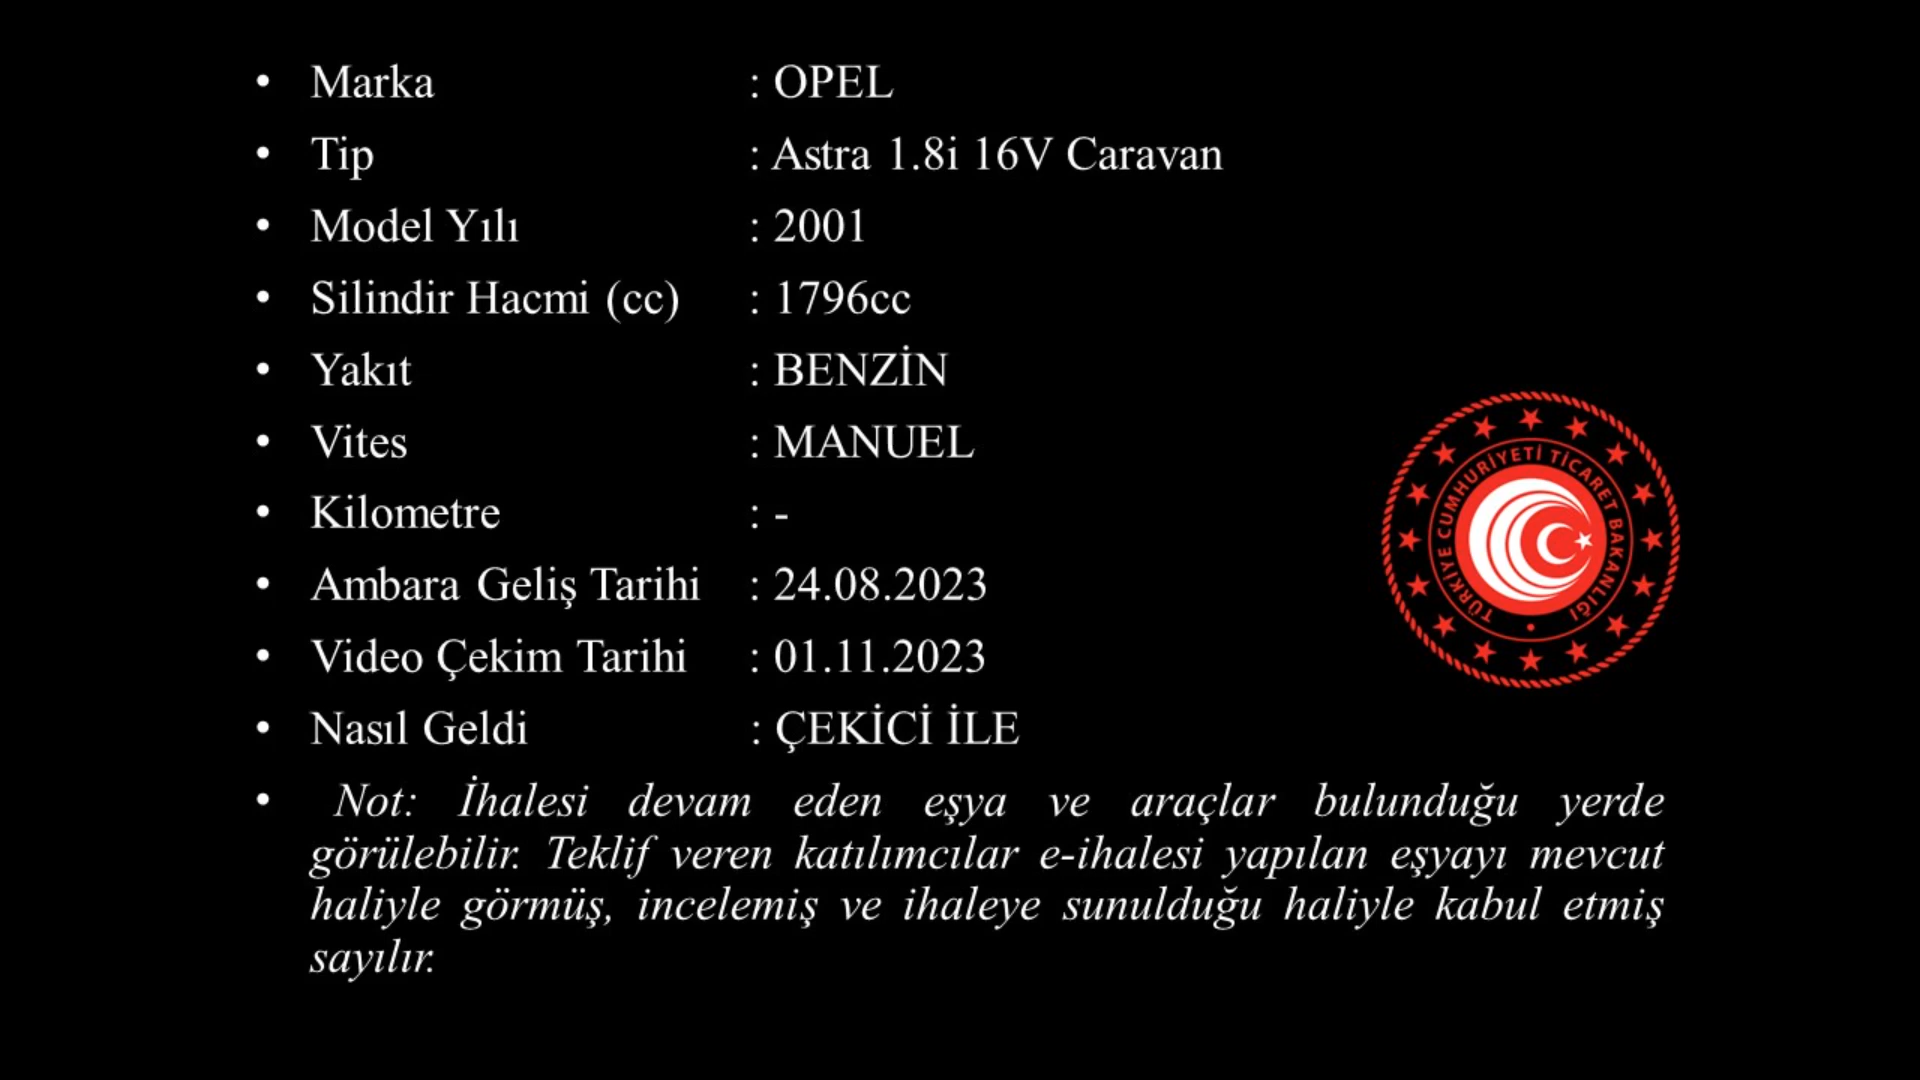 • Marka : OPEL
• Tip : Astra 1.8i 16V Caravan
• Model Yılı : 2001
• Silindir Hacmi (cc) : 1796cc
• Yakıt : BENZİN
• Vites : MANUEL
• Kilometre : -
• Ambara Geliş Tarihi : 24.08.2023
• Video Çekim Tarihi : 01.11.2023
• Nasıl Geldi : ÇEKİCİ İLE
• Not: İhalesi devam eden eşya ve araçlar bulunduğu yerde
görülebilir. Teklif veren katılımcılar e-ihalesi yapılan eşyayı mevcut
haliyle görmüş, incelemiş ve ihaleye sunulduğu haliyle kabul etmiş
sayılır.
TÜRKİYE CUMHURİYETİ TİCARET BAKANLIĞI